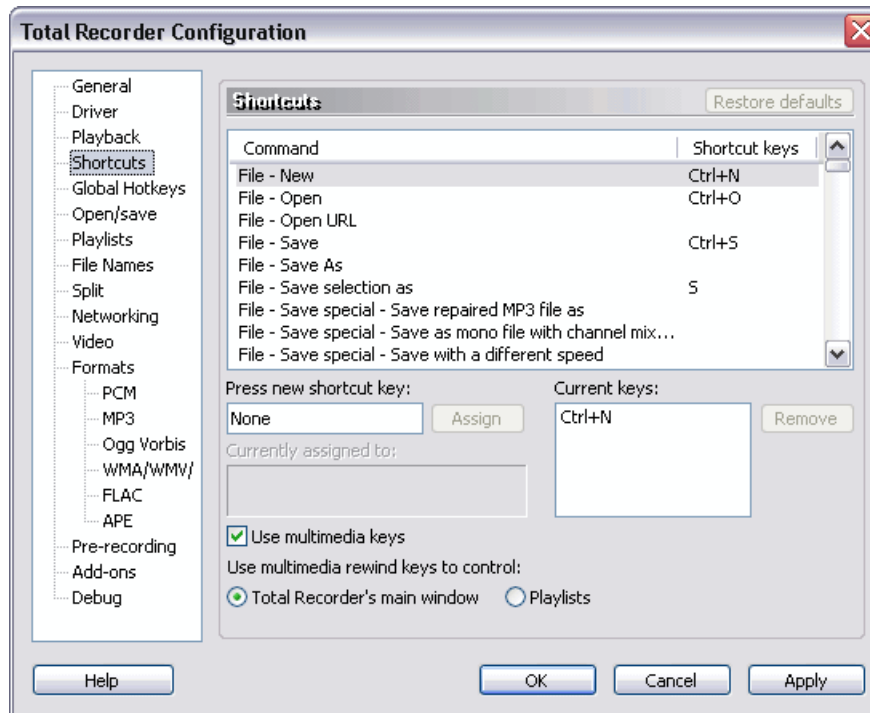 Total Recorder Configuration
General
Driver
Playback
Shortcuts
Global Hotkeys
Open/save
Playlists
File Names
Split
Networking
Video
Formats
PCM
MP3
Ogg Vorbis
WMA/WMV/
FLAC
APE
Pre-recording
Add-ons
Debug
Shortcuts
Restore defaults
Command Shortcut keys
File - New Ctrl+N
File - Open Ctrl+O
File - Open URL
File - Save Ctrl+S
File - Save As
File - Save selection as S
File - Save special - Save repaired MP3 file as
File - Save special - Save as mono file with channel mix...
File - Save special - Save with a different speed
Press new shortcut key: Current keys:
None Assign Ctrl+N Remove
Currently assigned to:
Use multimedia keys
Use multimedia rewind keys to control:
Total Recorder's main window Playlists
Help OK Cancel Apply